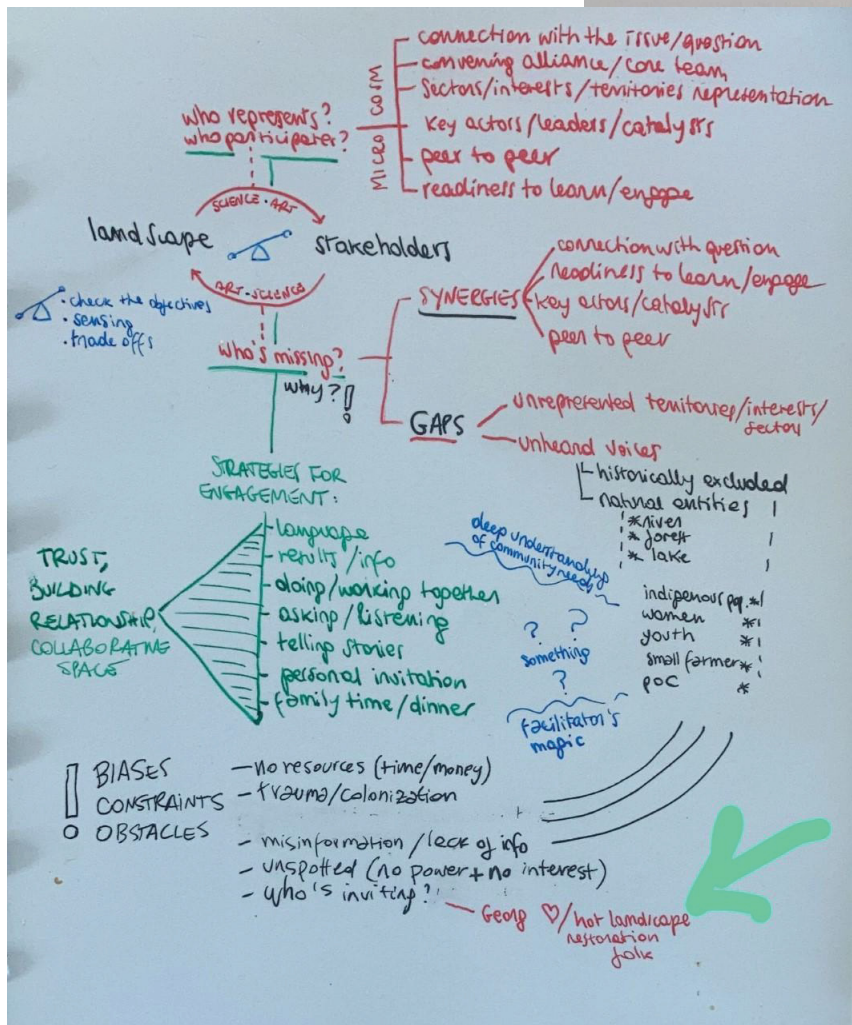 connection with the issue/question
convening alliance/core team
Sectors/interests/territories representation
key actors/leaders/catalysts
peer to peer
readiness to learn/engage
MICRO COSM
who represents?
who participates?
SCIENCE · ART
landscape
stakeholders
ART · SCIENCE
· check the objectives
· sensing
· trade offs
who's missing?
why?!
SYNERGIES
connection with question
readiness to learn/engage
key actors/catalysts
peer to peer
GAPS
unrepresented territories/interests/
sectors
unheard voices
historically excluded
natural entities
* river
* forest
* lake
indigenous pop. *
women *
youth *
small farmer *
POC *
STRATEGIES FOR
ENGAGEMENT:
- language
- results/info
- doing/working together
- asking/listening
- telling stories
- personal invitation
- family time/dinner
TRUST,
BUILDING
RELATIONSHIP,
COLLABORATIVE
SPACE
deep understanding
of community needs
? ?
something
?
facilitator's
magic
! BIASES
CONSTRAINTS
OBSTACLES
- no resources (time/money)
- trauma/colonization
- misinformation/lack of info
- unspotted (no power + no interest)
- who's inviting?
- Georg ♡/hot landscape
restoration
folk